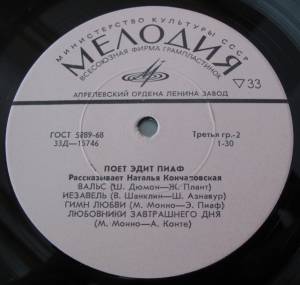 МИНИСТЕРСТВО КУЛЬТУРЫ СССР
МЕЛОДИЯ
ВСЕСОЮЗНАЯ ФИРМА ГРАМПЛАСТИНОК
33
АПРЕЛЕВСКИЙ ОРДЕНА ЛЕНИНА ЗАВОД
ГОСТ 5289-68
Третья гр.-2
33Д-15746
1-30
ПОЕТ ЭДИТ ПИАФ
Рассказывает Наталья Кончаловская
ВАЛЬС (Ш. Дюмон—Ж. Плант)
ИЕЗАВЕЛЬ (В. Шанклин—Ш. Азнавур)
ГИМН ЛЮБВИ (М. Монно—Э. Пиаф)
ЛЮБОВНИКИ ЗАВТРАШНЕГО ДНЯ
(М. Монно—А. Конте)